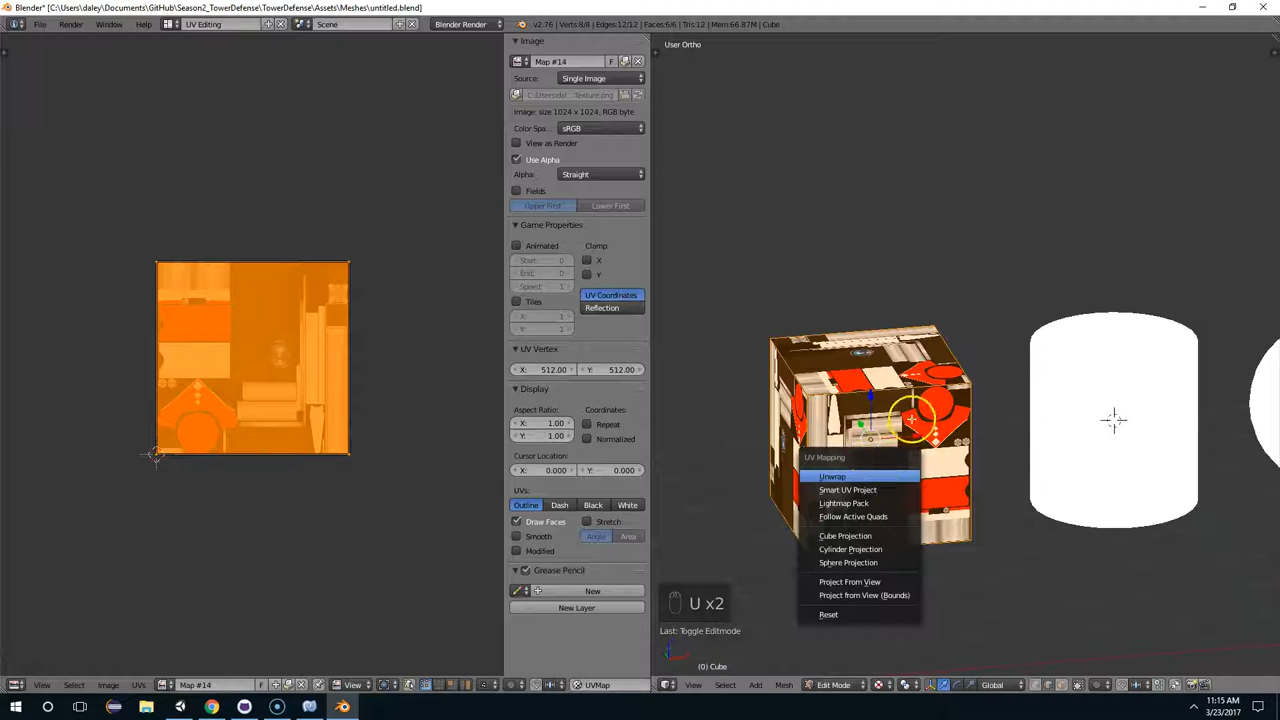 Blender* [C:\Users\daley\Documents\GitHub\Season2_TowerDefense\TowerDefense\Assets\Meshes\untitled.blend]
File Render Window Help UV Editing Scene Blender Render v2.76 | Verts:8/8 | Edges:12/12 | Faces:6/6 | Tris:12 | Mem:66.87M | Cube
Image
Map #14 F
Source: Single Image
Image: size 1024 x 1024, RGB byte
Color Spa... sRGB
View as Render
Use Alpha
Alpha: Straight
Fields
Upper First Lower First
Game Properties
Animated Clamp:
Start: 0 X
End: 0 Y
Speed: 1
Tiles UV Coordinates
X: 1 Reflection
Y: 1
UV Vertex
X: 512.00 Y: 512.00
Display
Aspect Ratio: Coordinates:
X: 1.00 Repeat
Y: 1.00 Normalized
Cursor Location:
X: 0.000 Y: 0.000
UVs:
Outline Dash Black White
Draw Faces Stretch
Smooth Angle Area
Modified
Grease Pencil
New
New Layer
User Ortho
UV Mapping
Unwrap
Smart UV Project
Lightmap Pack
Follow Active Quads
Cube Projection
Cylinder Projection
Sphere Projection
Project From View
Project from View (Bounds)
Reset
U x2
Last: Toggle Editmode
(0) Cube
View Select Image UVs Map #14 F View UVMap
View Select Add Mesh Edit Mode Global
11:15 AM
3/23/2017